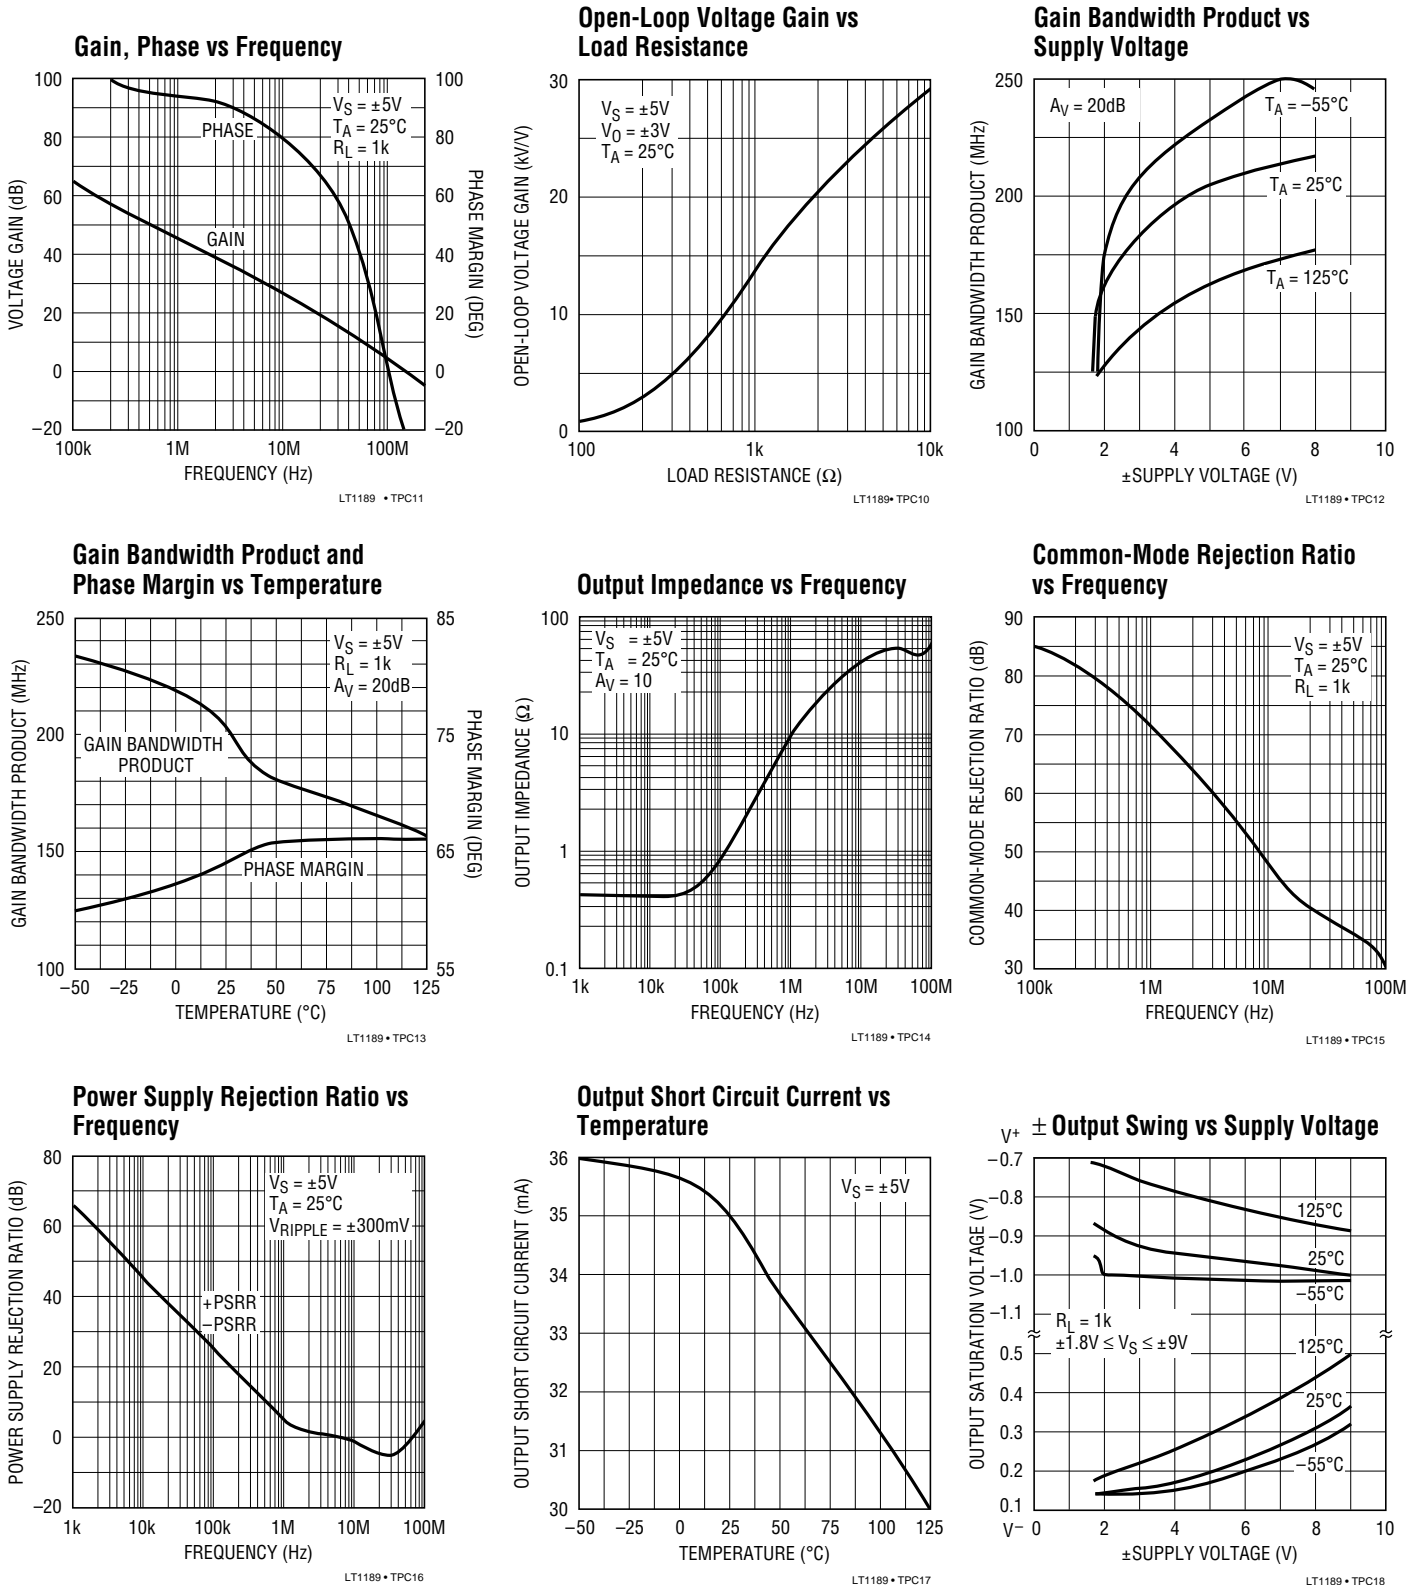 Gain, Phase vs Frequency
100
80
60
40
20
0
–20
VOLTAGE GAIN (dB)
PHASE
GAIN
VS = ±5V
TA = 25°C
RL = 1k
100
80
60
40
20
0
–20
PHASE MARGIN (DEG)
100k 1M 10M 100M
FREQUENCY (Hz)
LT1189 • TPC11
Open-Loop Voltage Gain vs
Load Resistance
30
20
10
0
OPEN-LOOP VOLTAGE GAIN (kV/V)
VS = ±5V
VO = ±3V
TA = 25°C
100 1k 10k
LOAD RESISTANCE (Ω)
LT1189• TPC10
Gain Bandwidth Product vs
Supply Voltage
250
200
150
100
GAIN BANDWIDTH PRODUCT (MHz)
AV = 20dB
TA = –55°C
TA = 25°C
TA = 125°C
0 2 4 6 8 10
±SUPPLY VOLTAGE (V)
LT1189 • TPC12
Gain Bandwidth Product and
Phase Margin vs Temperature
250
200
150
100
GAIN BANDWIDTH PRODUCT (MHz)
VS = ±5V
RL = 1k
AV = 20dB
GAIN BANDWIDTH
PRODUCT
PHASE MARGIN
85
75
65
55
PHASE MARGIN (DEG)
–50 –25 0 25 50 75 100 125
TEMPERATURE (°C)
LT1189 • TPC13
Output Impedance vs Frequency
100
10
1
0.1
OUTPUT IMPEDANCE (Ω)
VS = ±5V
TA = 25°C
AV = 10
1k 10k 100k 1M 10M 100M
FREQUENCY (Hz)
LT1189 • TPC14
Common-Mode Rejection Ratio
vs Frequency
90
80
70
60
50
40
30
COMMON-MODE REJECTION RATIO (dB)
VS = ±5V
TA = 25°C
RL = 1k
100k 1M 10M 100M
FREQUENCY (Hz)
LT1189 • TPC15
Power Supply Rejection Ratio vs
Frequency
80
60
40
20
0
–20
POWER SUPPLY REJECTION RATIO (dB)
VS = ±5V
TA = 25°C
VRIPPLE = ±300mV
+PSRR
–PSRR
1k 10k 100k 1M 10M 100M
FREQUENCY (Hz)
LT1189 • TPC16
Output Short Circuit Current vs
Temperature
36
35
34
33
32
31
30
OUTPUT SHORT CIRCUIT CURRENT (mA)
VS = ±5V
–50 –25 0 25 50 75 100 125
TEMPERATURE (°C)
LT1189 • TPC17
± Output Swing vs Supply Voltage
V+
–0.7
–0.8
–0.9
–1.0
–1.1
0.5
0.4
0.3
0.2
0.1
V–
OUTPUT SATURATION VOLTAGE (V)
125°C
25°C
–55°C
RL = 1k
±1.8V ≤ VS ≤ ±9V
125°C
25°C
–55°C
0 2 4 6 8 10
±SUPPLY VOLTAGE (V)
LT1189 • TPC18